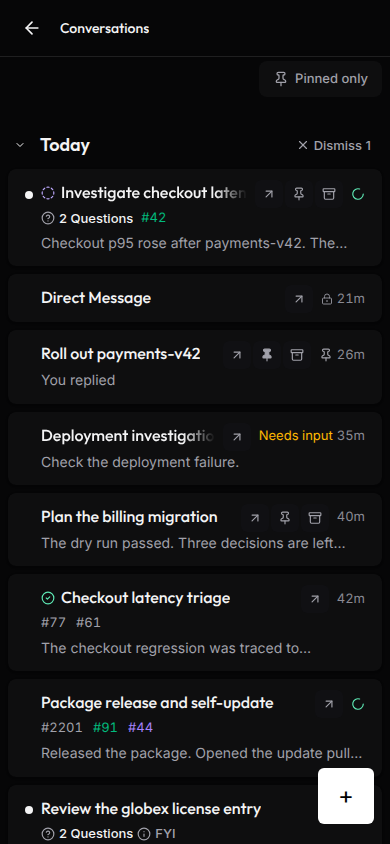 Conversations
Pinned only
Today
Dismiss 1
Investigate checkout laten
2 Questions #42
Checkout p95 rose after payments-v42. The...
Direct Message
21m
Roll out payments-v42
26m
You replied
Deployment investigatio
Needs input 35m
Check the deployment failure.
Plan the billing migration
40m
The dry run passed. Three decisions are left...
Checkout latency triage
42m
#77 #61
The checkout regression was traced to...
Package release and self-update
#2201 #91 #44
Released the package. Opened the update pull...
Review the globex license entry
2 Questions FYI